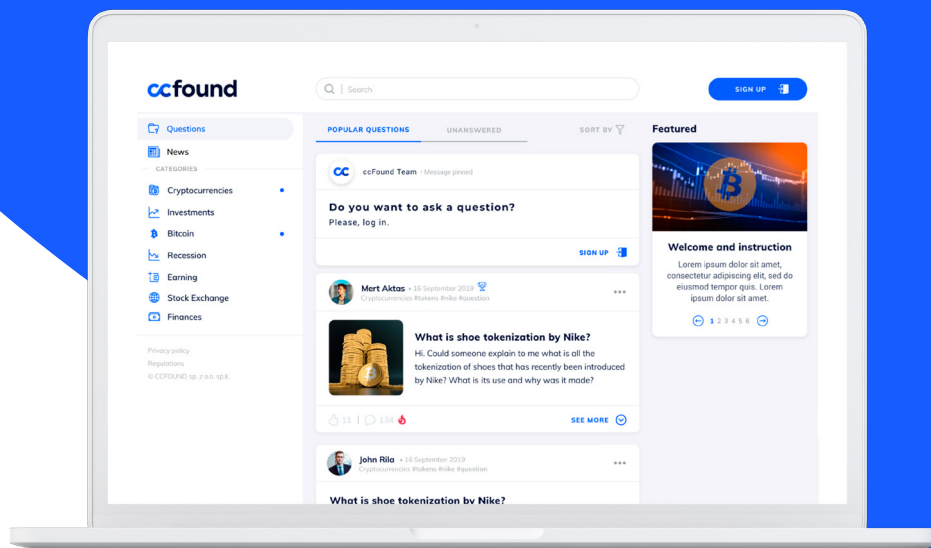 ccfound
Search
SIGN UP
Questions
News
CATEGORIES
Cryptocurrencies
Investments
Bitcoin
Recession
Earning
Stock Exchange
Finances
Privacy policy
Regulations
© CCFOUND sp. z o.o. sp.k.
POPULAR QUESTIONS
UNANSWERED
SORT BY
cc
ccFound Team · Message pinned
Do you want to ask a question?
Please, log in.
SIGN UP
Mert Aktas • 16 September 2019
Cryptocurrencies #tokens #nike #question
What is shoe tokenization by Nike?
Hi. Could someone explain to me what is all the
tokenization of shoes that has recently been introduced
by Nike? What is its use and why was it made?
11 | 134
SEE MORE
John Rila • 16 September 2019
Cryptocurrencies #tokens #nike #question
What is shoe tokenization by Nike?
Featured
Welcome and instruction
Lorem ipsum dolor sit amet,
consectetur adipiscing elit, sed do
eiusmod tempor quis. Lorem
ipsum dolor sit amet.
1 2 3 4 5 6